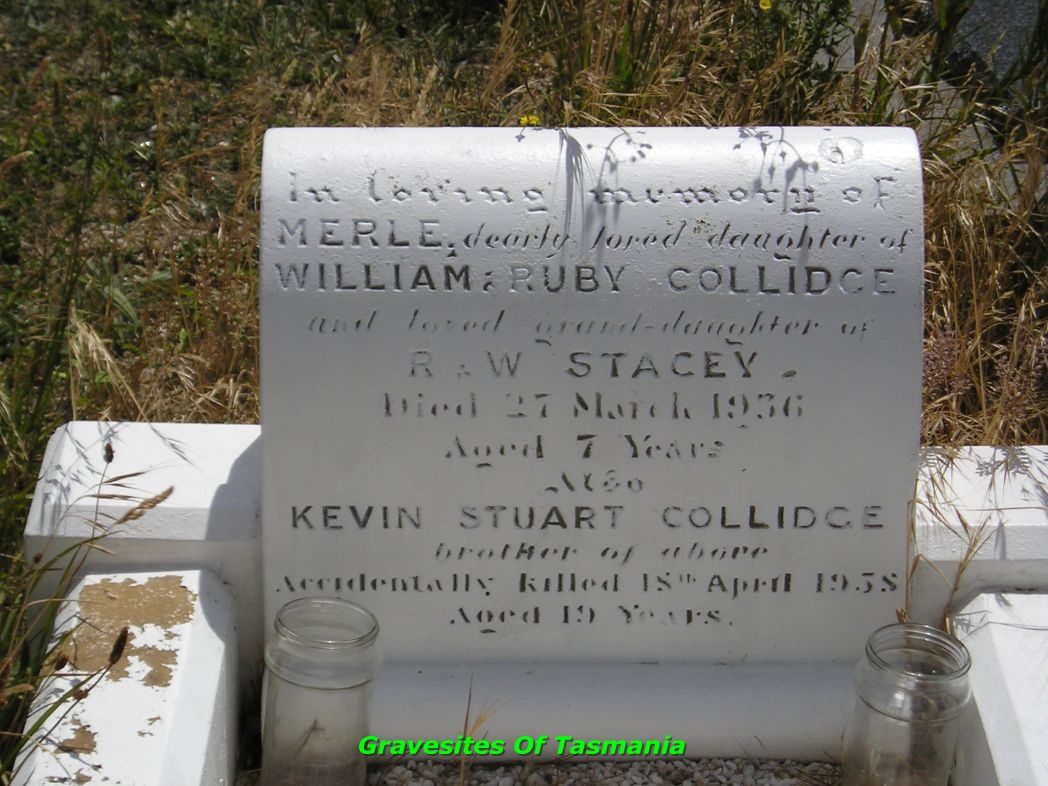 In loving memory of
MERLE, dearly loved daughter of
WILLIAM & RUBY COLLIDGE
and loved grand-daughter of
R & W STACEY.
Died 27 March 1936
Aged 7 Years
Also
KEVIN STUART COLLIDGE
brother of above
Accidentally killed 18th April 1938
Aged 19 Years.
Gravesites Of Tasmania